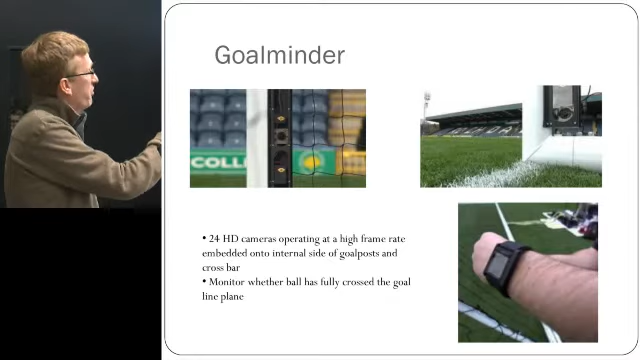 Goalminder
COLL
• 24 HD cameras operating at a high frame rate
embedded onto internal side of goalposts and
cross bar
• Monitor whether ball has fully crossed the goal
line plane